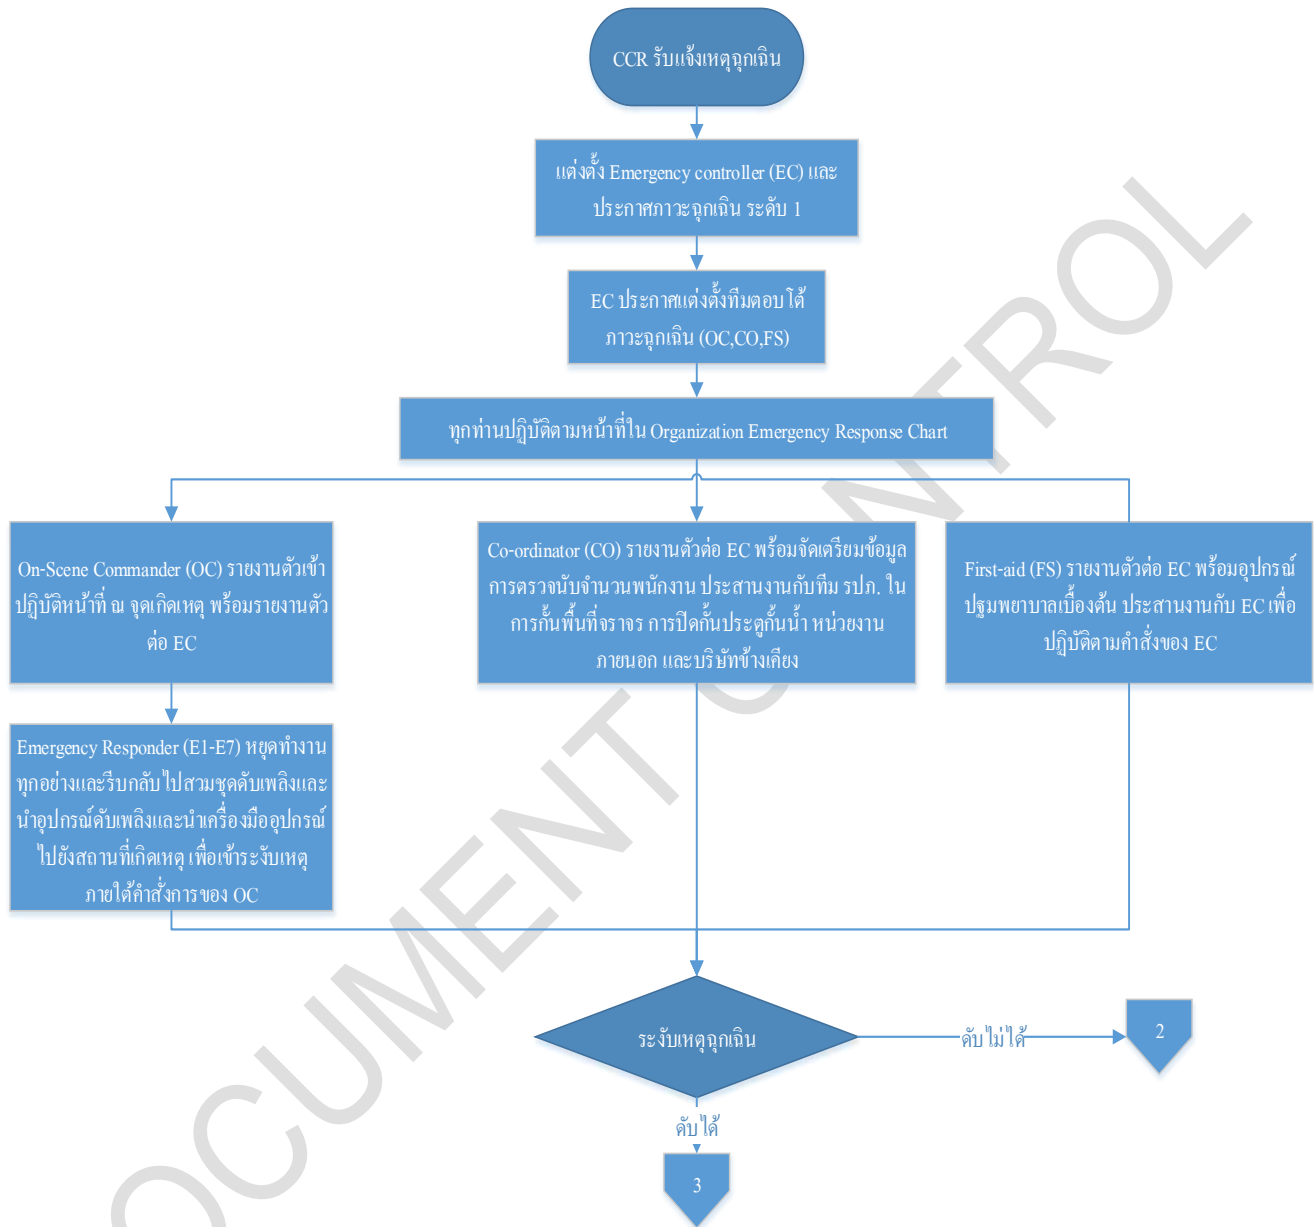 CCR รับแจ้งเหตุฉุกเฉิน
แต่งตั้ง Emergency controller (EC) และ
ประกาศภาวะฉุกเฉิน ระดับ 1
EC ประกาศแต่งตั้งทีมตอบโต้
ภาวะฉุกเฉิน (OC,CO,FS)
ทุกท่านปฏิบัติตามหน้าที่ใน Organization Emergency Response Chart
On-Scene Commander (OC) รายงานตัวเข้า
ปฏิบัติหน้าที่ ณ จุดเกิดเหตุ พร้อมรายงานตัว
ต่อ EC
Co-ordinator (CO) รายงานตัวต่อ EC พร้อมจัดเตรียมข้อมูล
การตรวจนับจำนวนพนักงาน ประสานงานกับทีม รปภ. ใน
การกั้นพื้นที่จราจร การปิดกั้นประตูกั้นน้ำ หน่วยงาน
ภายนอก และบริษัทข้างเคียง
First-aid (FS) รายงานตัวต่อ EC พร้อมอุปกรณ์
ปฐมพยาบาลเบื้องต้น ประสานงานกับ EC เพื่อ
ปฏิบัติตามคำสั่งของ EC
Emergency Responder (E1-E7) หยุดทำงาน
ทุกอย่างและรีบกลับไปสวมชุดดับเพลิงและ
นำอุปกรณ์ดับเพลิงและนำเครื่องมืออุปกรณ์
ไปยังสถานที่เกิดเหตุ เพื่อเข้าระงับเหตุ
ภายใต้คำสั่งการของ OC
ระงับเหตุฉุกเฉิน
ดับไม่ได้
2
ดับได้
3